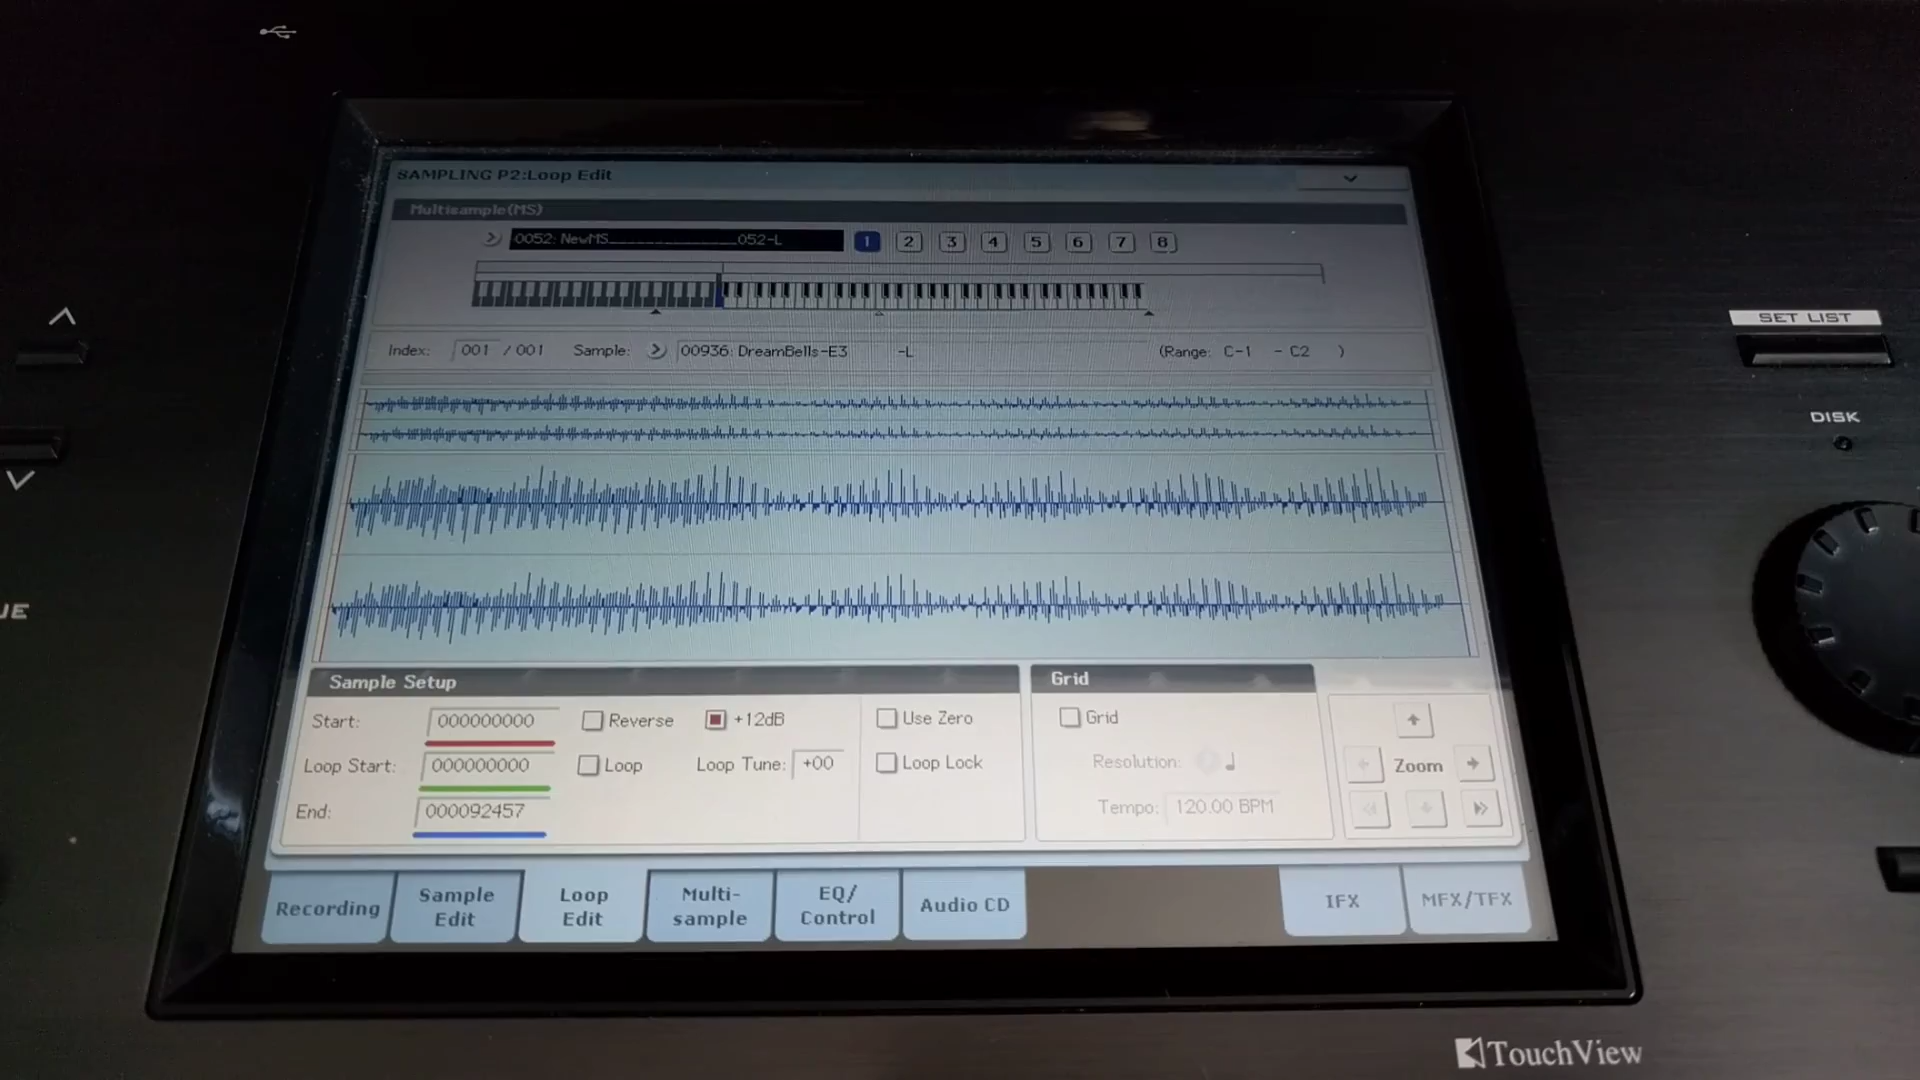 SAMPLING P2:Loop Edit
Multisample(MS)
0052: NewMS________________052-L
1 2 3 4 5 6 7 8
Index: 001 / 001 Sample: 00936: DreamBells-E3 -L (Range: C-1 - C2 )
SET LIST
DISK
UE
Sample Setup
Grid
Start: 000000000 Reverse +12dB Use Zero
Grid
Loop Start: 000000000 Loop Loop Tune: +00 Loop Lock
Resolution:
Zoom
End: 000092457
Tempo: 120.00 BPM
Recording
Sample Edit
Loop Edit
Multi-sample
EQ/Control
Audio CD
IFX
MFX/TFX
TouchView